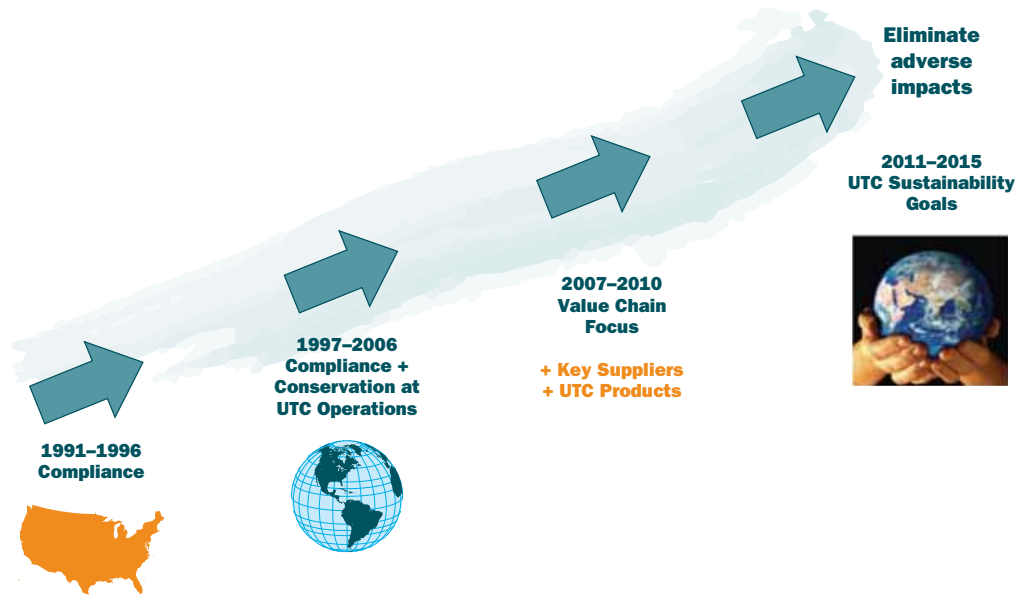 Eliminate
adverse
impacts
2011–2015
UTC Sustainability
Goals
2007–2010
Value Chain
Focus
+ Key Suppliers
+ UTC Products
1997–2006
Compliance +
Conservation at
UTC Operations
1991–1996
Compliance